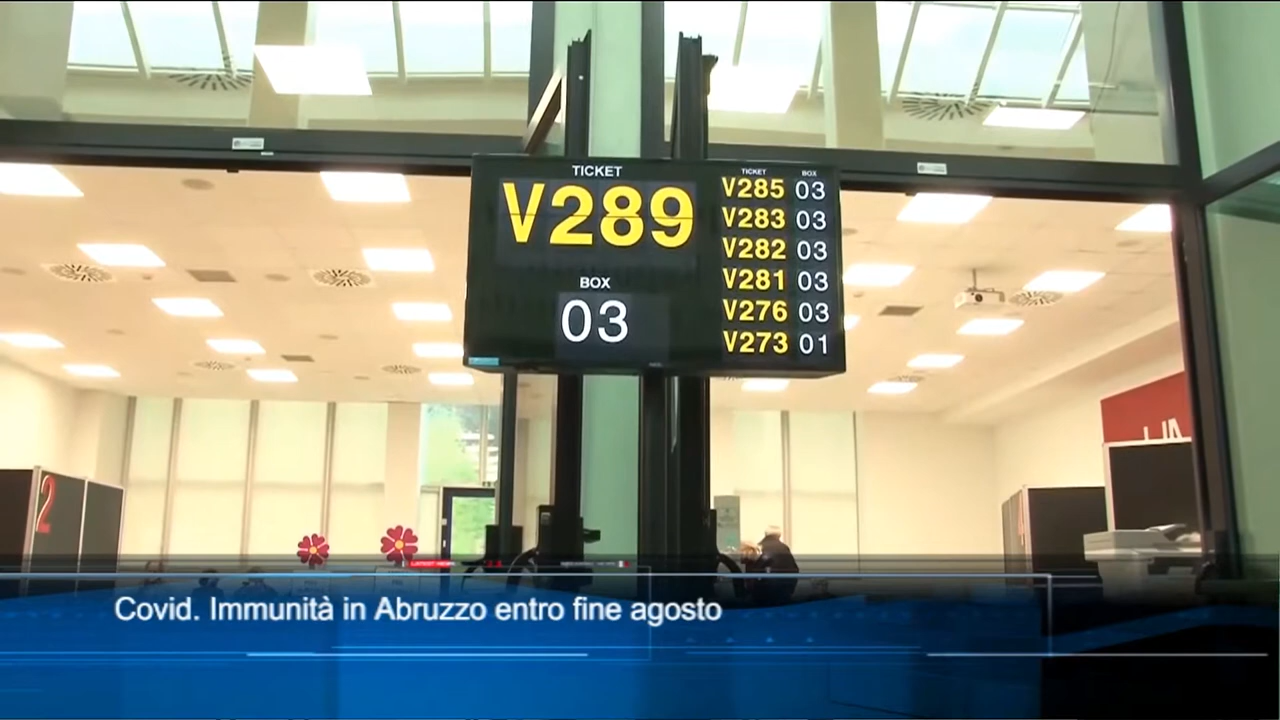 TICKET
V289
BOX
03
TICKET BOX
V285 03
V283 03
V282 03
V281 03
V276 03
V273 01
2
Covid. Immunità in Abruzzo entro fine agosto